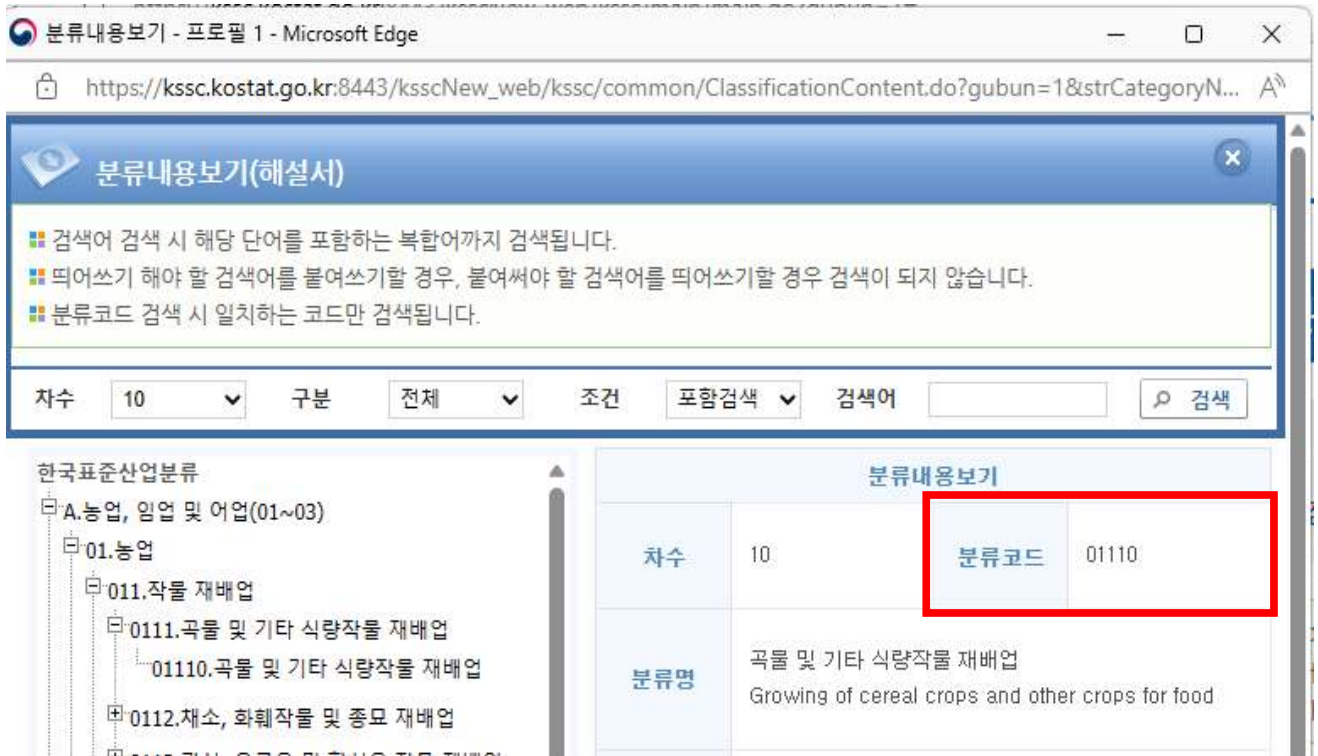 분류내용보기 - 프로필 1 - Microsoft Edge
https://kssc.kostat.go.kr:8443/ksscNew_web/kssc/common/ClassificationContent.do?gubun=1&strCategoryN...
분류내용보기(해설서)
검색어 검색 시 해당 단어를 포함하는 복합어까지 검색됩니다.
띄어쓰기 해야 할 검색어를 붙여쓰기할 경우, 붙여써야 할 검색어를 띄어쓰기할 경우 검색이 되지 않습니다.
분류코드 검색 시 일치하는 코드만 검색됩니다.
차수 10 구분 전체 조건 포함검색 검색어 검색
한국표준산업분류
A.농업, 임업 및 어업(01~03)
01.농업
011.작물 재배업
0111.곡물 및 기타 식량작물 재배업
01110.곡물 및 기타 식량작물 재배업
0112.채소, 화훼작물 및 종묘 재배업
분류내용보기
차수 10 분류코드 01110
분류명
곡물 및 기타 식량작물 재배업
Growing of cereal crops and other crops for food